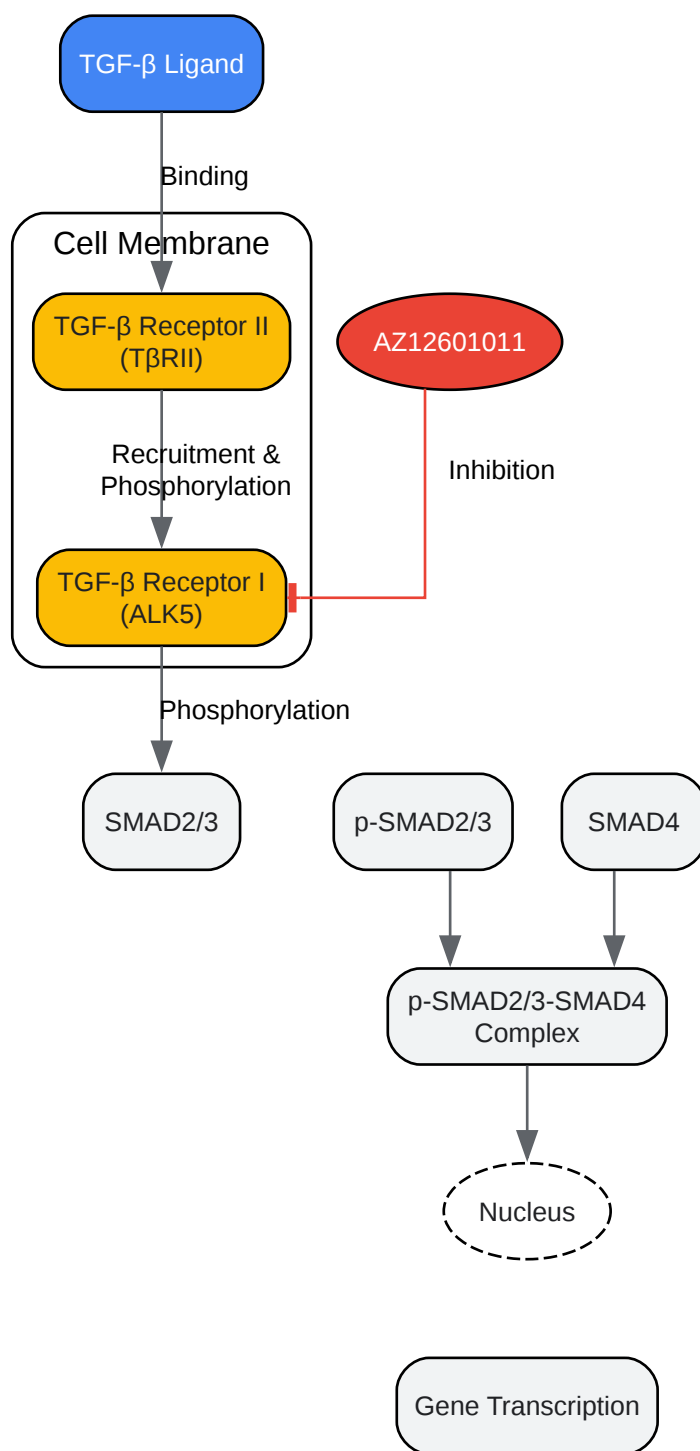 TGF-β Ligand
Binding
Cell Membrane
TGF-β Receptor II
(TβRII)
AZ12601011
Recruitment &
Phosphorylation
Inhibition
TGF-β Receptor I
(ALK5)
Phosphorylation
SMAD2/3
p-SMAD2/3
SMAD4
p-SMAD2/3-SMAD4
Complex
Nucleus
Gene Transcription